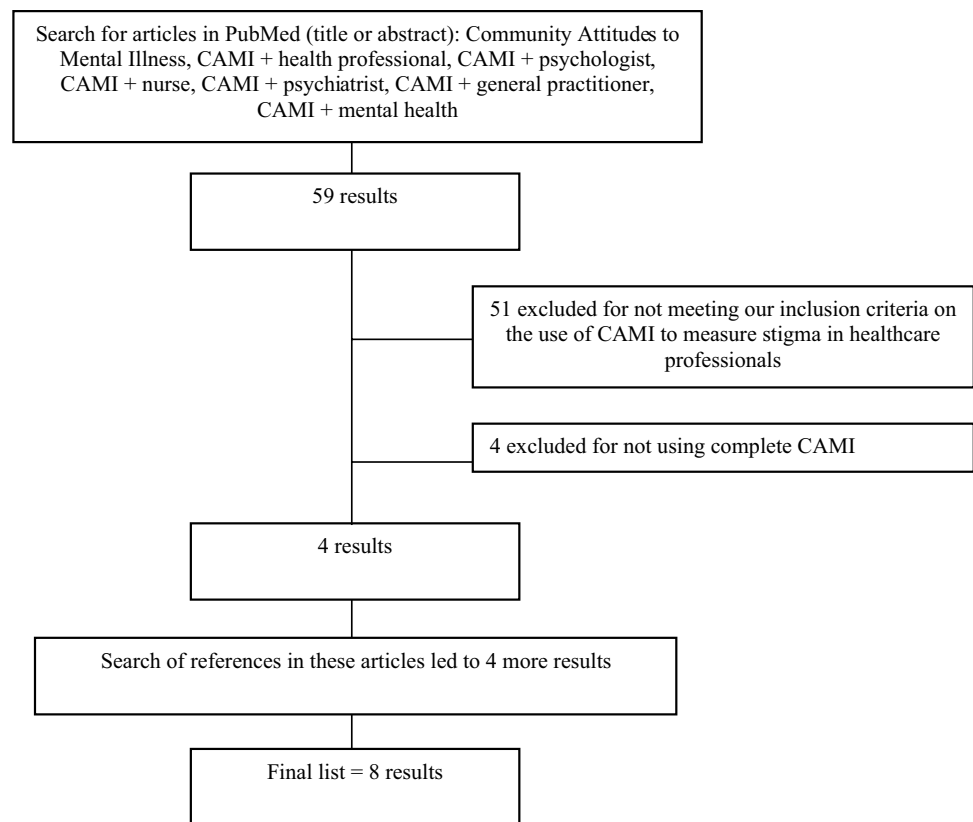 Search for articles in PubMed (title or abstract): Community Attitudes to
Mental Illness, CAMI + health professional, CAMI + psychologist,
CAMI + nurse, CAMI + psychiatrist, CAMI + general practitioner,
CAMI + mental health
59 results
51 excluded for not meeting our inclusion criteria on
the use of CAMI to measure stigma in healthcare
professionals
4 excluded for not using complete CAMI
4 results
Search of references in these articles led to 4 more results
Final list = 8 results